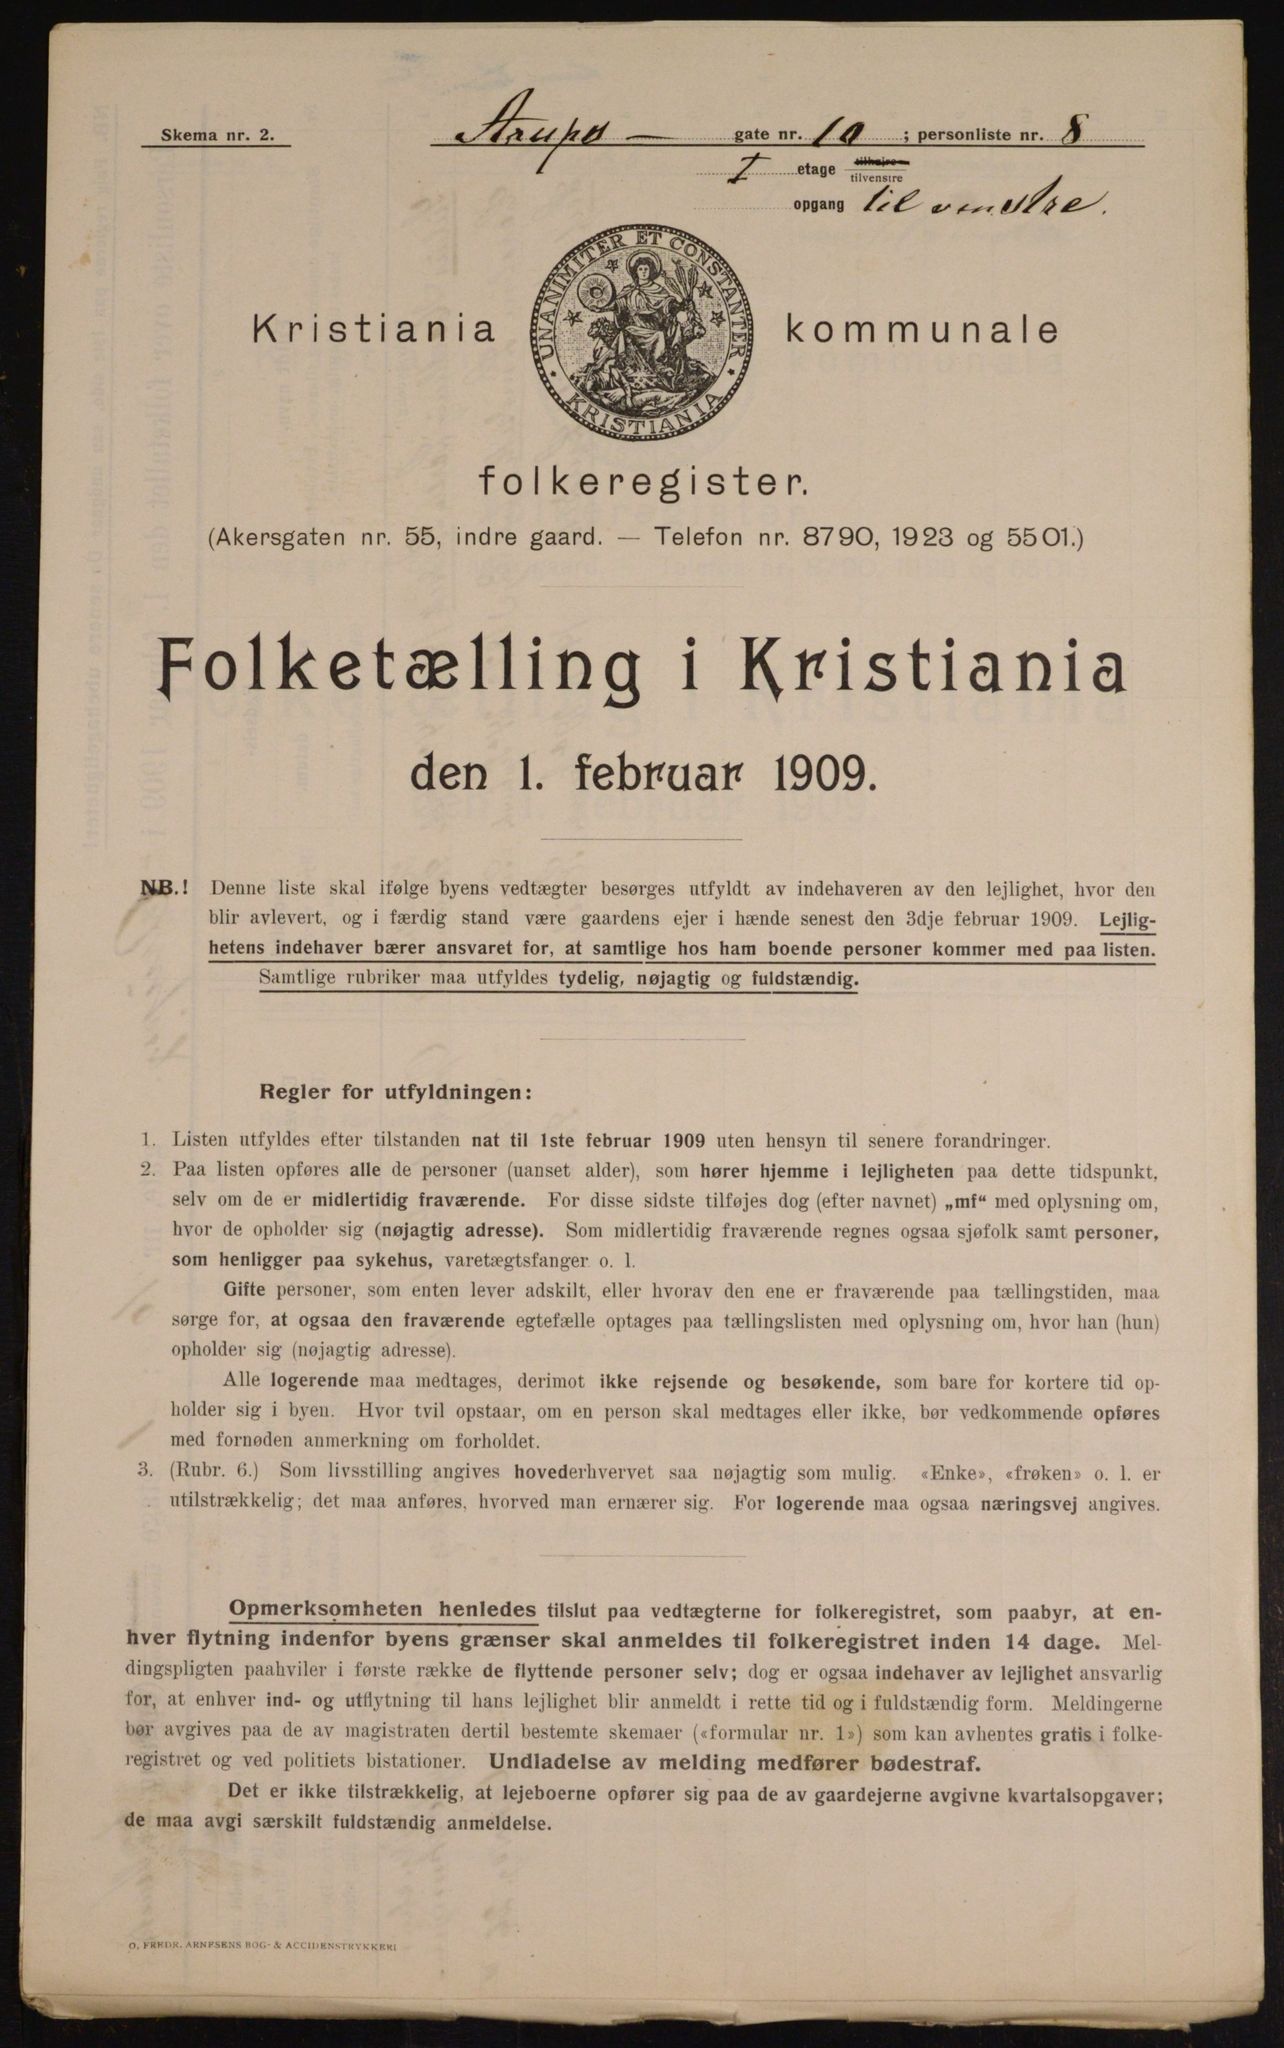 Skema nr. 2.
Arups gate nr. 10 ; personliste nr. 8
I etage tilhøjre tilvenstre
opgang til venstre.
UNANIMITER ET CONSTANTER
KRISTIANIA
Kristiania kommunale
folkeregister.
(Akersgaten nr. 55, indre gaard. — Telefon nr. 8790, 1923 og 5501.)
Folketælling i Kristiania
den 1. februar 1909.
NB.! Denne liste skal ifølge byens vedtægter besørges utfyldt av indehaveren av den lejlighet, hvor den
blir avlevert, og i færdig stand være gaardens ejer i hænde senest den 3dje februar 1909. Lejlig-
hetens indehaver bærer ansvaret for, at samtlige hos ham boende personer kommer med paa listen.
Samtlige rubriker maa utfyldes tydelig, nøjagtig og fuldstændig.
Regler for utfyldningen:
1. Listen utfyldes efter tilstanden nat til 1ste februar 1909 uten hensyn til senere forandringer.
2. Paa listen opføres alle de personer (uanset alder), som hører hjemme i lejligheten paa dette tidspunkt,
selv om de er midlertidig fraværende. For disse sidste tilføjes dog (efter navnet) „mf“ med oplysning om,
hvor de opholder sig (nøjagtig adresse). Som midlertidig fraværende regnes ogsaa sjøfolk samt personer,
som henligger paa sykehus, varetægtsfanger o. l.
Gifte personer, som enten lever adskilt, eller hvorav den ene er fraværende paa tællingstiden, maa
sørge for, at ogsaa den fraværende egtefælle optages paa tællingslisten med oplysning om, hvor han (hun)
opholder sig (nøjagtig adresse).
Alle logerende maa medtages, derimot ikke rejsende og besøkende, som bare for kortere tid op-
holder sig i byen. Hvor tvil opstaar, om en person skal medtages eller ikke, bør vedkommende opføres
med fornøden anmerkning om forholdet.
3. (Rubr. 6.) Som livsstilling angives hovederhvervet saa nøjagtig som mulig. «Enke», «frøken» o. l. er
utilstrækkelig; det maa anføres, hvorved man ernærer sig. For logerende maa ogsaa næringsvej angives.
Opmerksomheten henledes tilslut paa vedtægterne for folkeregistret, som paabyr, at en-
hver flytning indenfor byens grænser skal anmeldes til folkeregistret inden 14 dage. Mel-
dingspligten paahviler i første række de flyttende personer selv; dog er ogsaa indehaver av lejlighet ansvarlig
for, at enhver ind- og utflytning til hans lejlighet blir anmeldt i rette tid og i fuldstændig form. Meldingerne
bør avgives paa de av magistraten dertil bestemte skemaer («formular nr. 1») som kan avhentes gratis i folke-
registret og ved politiets bistationer. Undladelse av melding medfører bødestraf.
Det er ikke tilstrækkelig, at lejeboerne opfører sig paa de av gaardejerne avgivne kvartalsopgaver;
de maa avgi særskilt fuldstændig anmeldelse.
O. FREDR. ARNESENS BOG- & ACCIDENSTRYKKERI